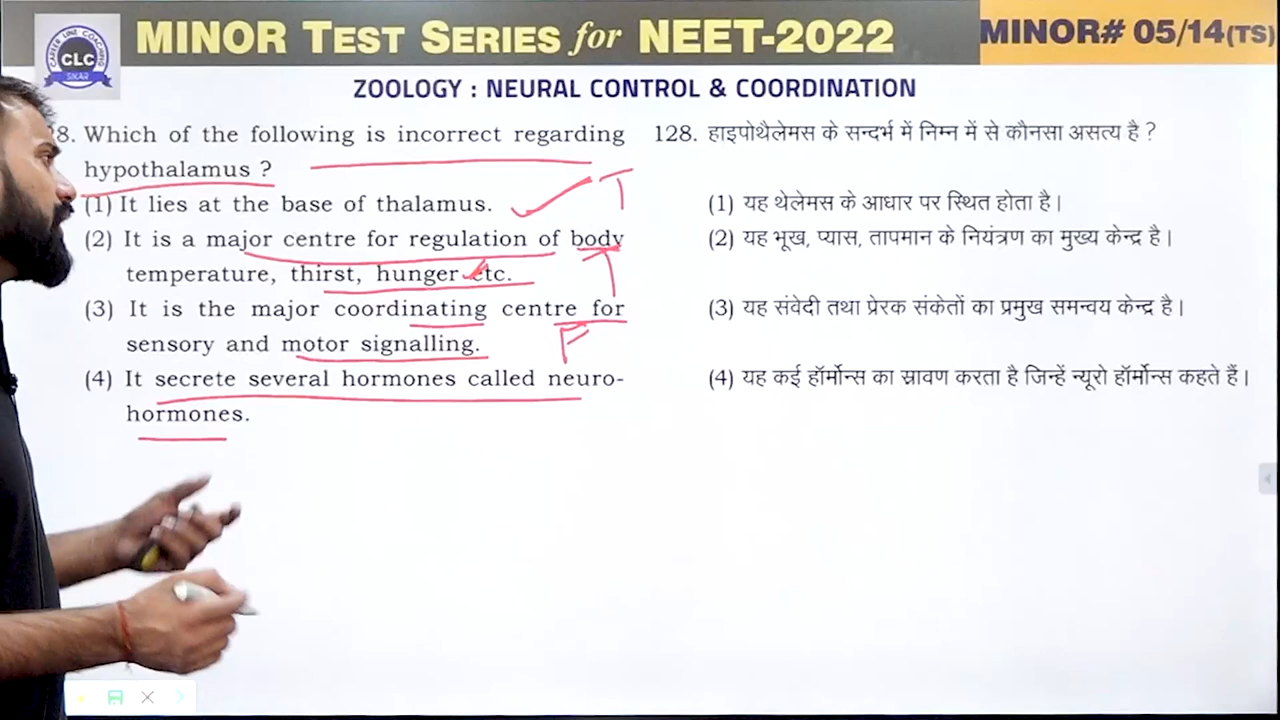 CAREER LINE COACHING
CLC
SIKAR
MINOR TEST SERIES for NEET-2022
MINOR# 05/14(TS)
ZOOLOGY : NEURAL CONTROL & COORDINATION
8. Which of the following is incorrect regarding
hypothalamus ?
(1) It lies at the base of thalamus.
T
(2) It is a major centre for regulation of body
temperature, thirst, hunger etc.
T
(3) It is the major coordinating centre for
sensory and motor signalling.
F
(4) It secrete several hormones called neuro-
hormones.
128. हाइपोथैलेमस के सन्दर्भ में निम्न में से कौनसा असत्य है ?
(1) यह थेलेमस के आधार पर स्थित होता है।
(2) यह भूख, प्यास, तापमान के नियंत्रण का मुख्य केन्द्र है।
(3) यह संवेदी तथा प्रेरक संकेतों का प्रमुख समन्वय केन्द्र है।
(4) यह कई हॉर्मोन्स का स्रावण करता है जिन्हें न्यूरो हॉर्मोन्स कहते हैं।